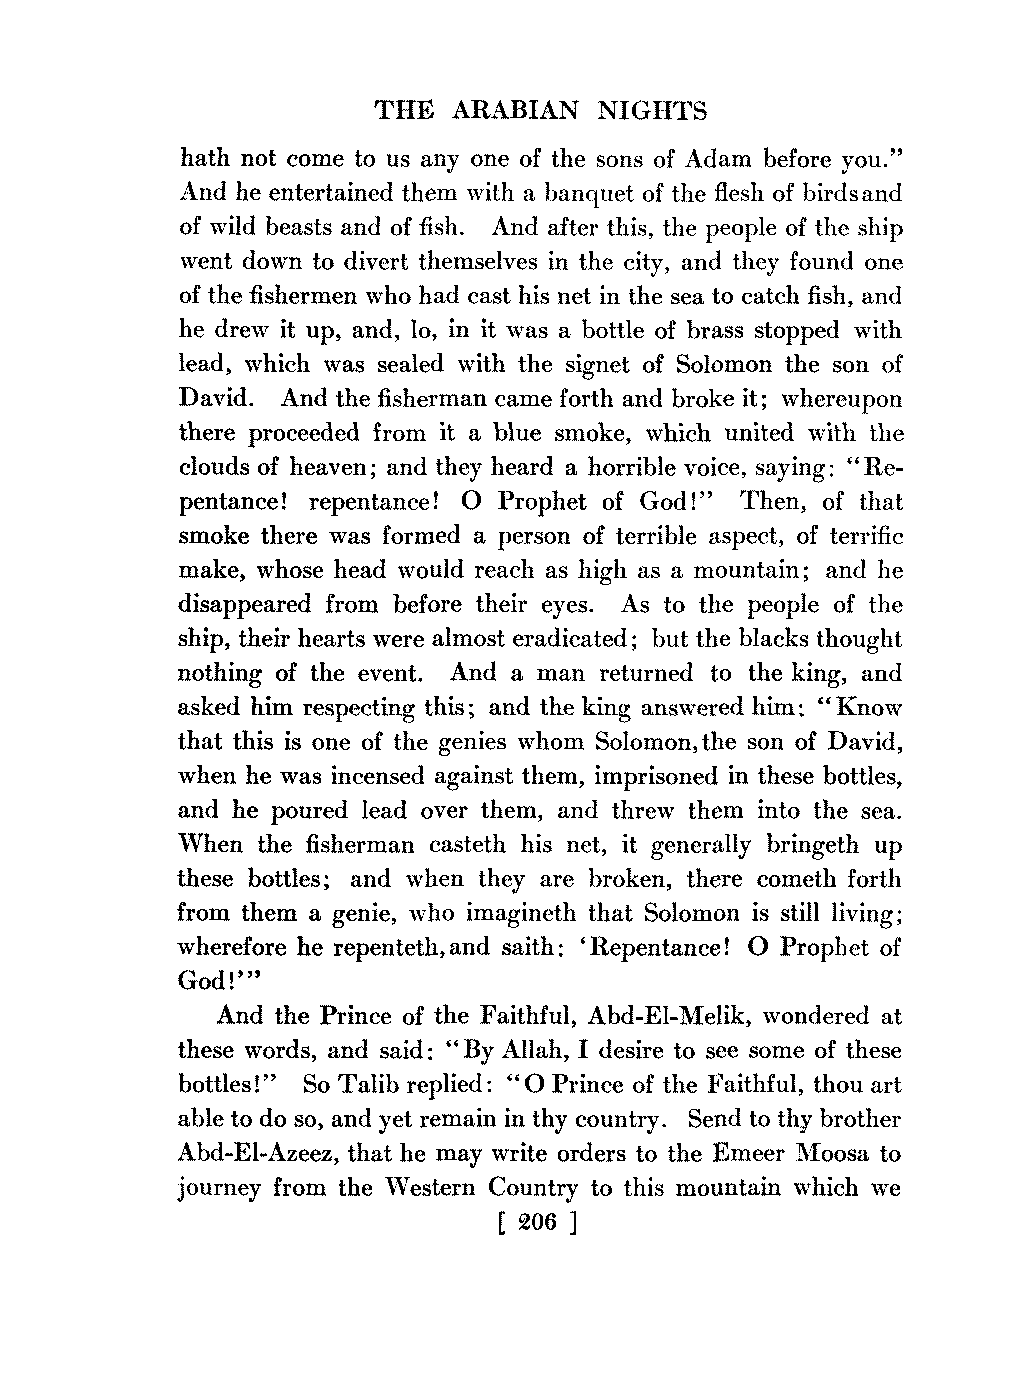 THE ARABIAN NIGHTS
hath not come to us any one of the sons of Adam before you.”
And he entertained them with a banquet of the flesh of birds and
of wild beasts and of fish. And after this, the people of the ship
went down to divert themselves in the city, and they found one
of the fishermen who had cast his net in the sea to catch fish, and
he drew it up, and, lo, in it was a bottle of brass stopped with
lead, which was sealed with the signet of Solomon the son of
David. And the fisherman came forth and broke it; whereupon
there proceeded from it a blue smoke, which united with the
clouds of heaven; and they heard a horrible voice, saying: “Re-
pentance! repentance! O Prophet of God!” Then, of that
smoke there was formed a person of terrible aspect, of terrific
make, whose head would reach as high as a mountain; and he
disappeared from before their eyes. As to the people of the
ship, their hearts were almost eradicated; but the blacks thought
nothing of the event. And a man returned to the king, and
asked him respecting this; and the king answered him: “Know
that this is one of the genies whom Solomon, the son of David,
when he was incensed against them, imprisoned in these bottles,
and he poured lead over them, and threw them into the sea.
When the fisherman casteth his net, it generally bringeth up
these bottles; and when they are broken, there cometh forth
from them a genie, who imagineth that Solomon is still living;
wherefore he repenteth, and saith: ‘Repentance! O Prophet of
God!’”
And the Prince of the Faithful, Abd-El-Melik, wondered at
these words, and said: “By Allah, I desire to see some of these
bottles!” So Talib replied: “O Prince of the Faithful, thou art
able to do so, and yet remain in thy country. Send to thy brother
Abd-El-Azeez, that he may write orders to the Emeer Moosa to
journey from the Western Country to this mountain which we
[ 206 ]